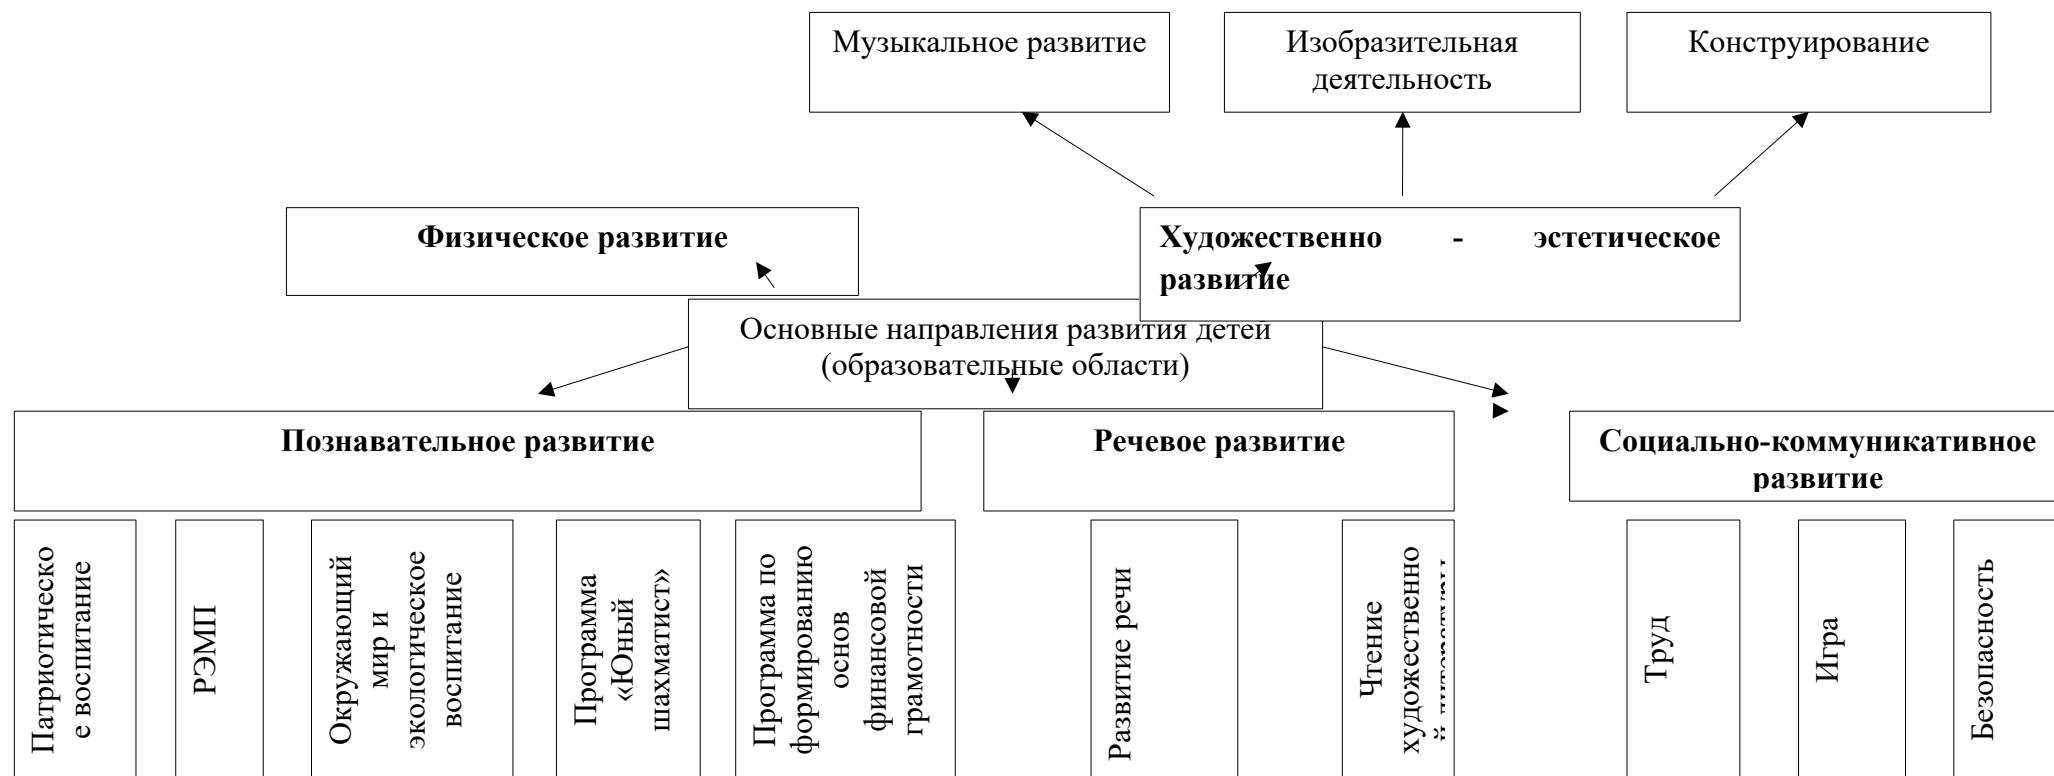 Музыкальное развитие
Изобразительная
деятельность
Конструирование
Физическое развитие
Художественно - эстетическое
развитие
Основные направления развития детей
(образовательные области)
Познавательное развитие
Речевое развитие
Социально-коммуникативное
развитие
Патриотическо
е воспитание
РЭМП
Окружающий
мир и
экологическое
воспитание
Программа
«Юный
шахматист»
Программа по
формированию
основ
финансовой
грамотности
Развитие речи
Чтение
художественно
й литературы
Труд
Игра
Безопасность